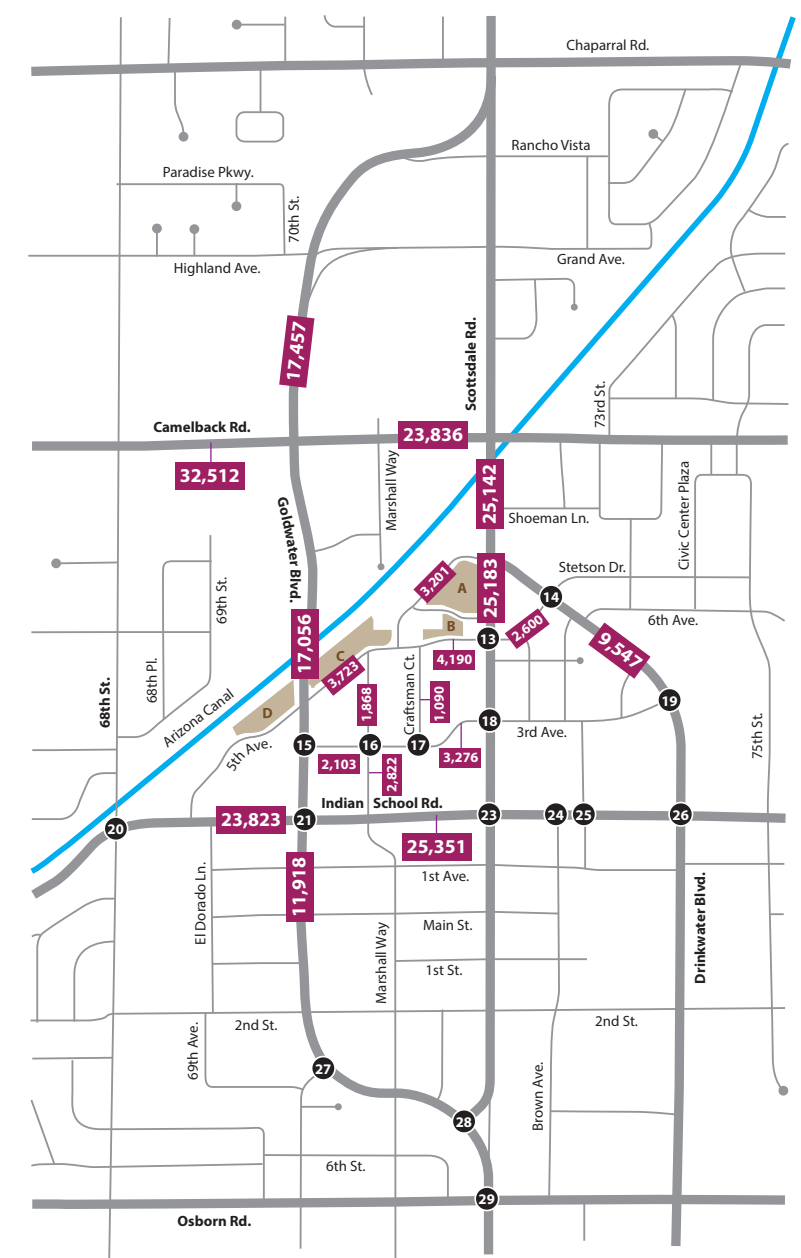 Chaparral Rd.
Rancho Vista
Paradise Pkwy.
70th St.
Grand Ave.
Highland Ave.
17,457
Scottsdale Rd.
73rd St.
Camelback Rd.
23,836
32,512
Marshall Way
25,142
Civic Center Plaza
Goldwater Blvd.
Shoeman Ln.
Stetson Dr.
3,201
A
25,183
14
69th St.
6th Ave.
B
2,600
13
17,056
C
4,190
9,547
68th Pl.
3,723
68th St.
Craftsman Ct.
1,868
1,090
19
Arizona Canal
D
18
3rd Ave.
75th St.
5th Ave.
15
16
17
2,103
2,822
3,276
Indian School Rd.
20
23,823
21
23
24
25
26
25,351
11,918
1st Ave.
El Dorado Ln.
Main St.
Drinkwater Blvd.
Marshall Way
1st St.
2nd St.
2nd St.
69th Ave.
27
Brown Ave.
28
6th St.
29
Osborn Rd.